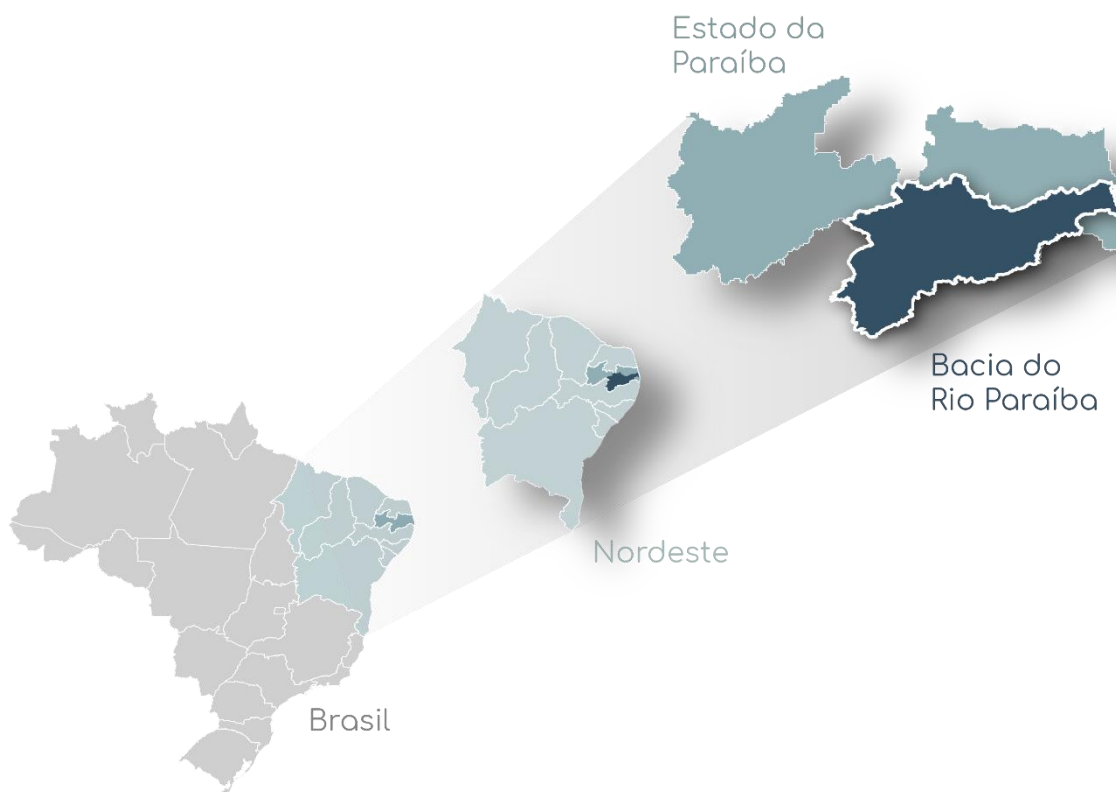 Estado da
Paraíba
Bacia do
Rio Paraíba
Nordeste
Brasil